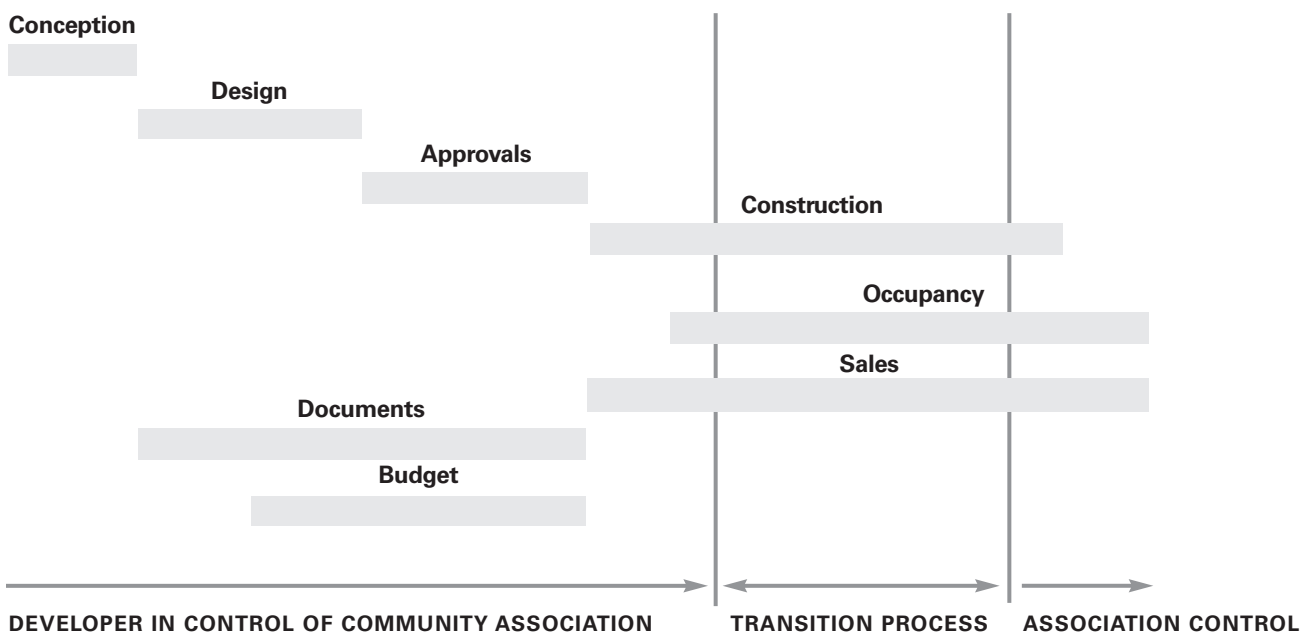 Conception
Design
Approvals
Construction
Occupancy
Sales
Documents
Budget
DEVELOPER IN CONTROL OF COMMUNITY ASSOCIATION
TRANSITION PROCESS
ASSOCIATION CONTROL